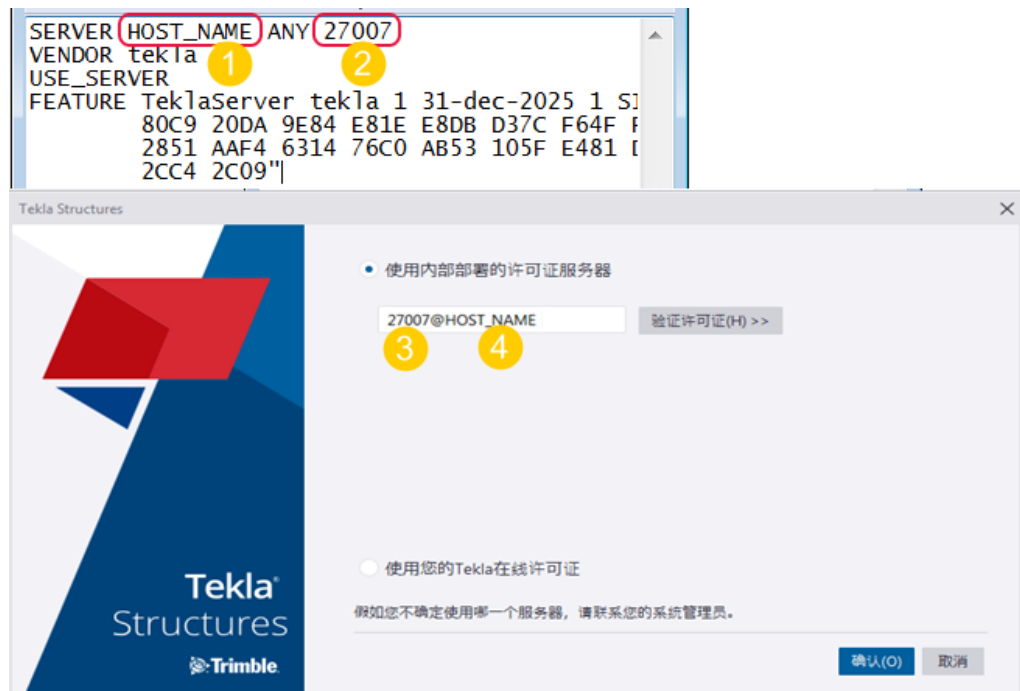 SERVER HOST_NAME ANY 27007
1
2
VENDOR tekla
USE_SERVER
FEATURE TeklaServer tekla 1 31-dec-2025 1
80C9 20DA 9E84 E81E E8DB D37C F64F
2851 AAF4 6314 76C0 AB53 105F E481
2CC4 2C09"
Tekla Structures
使用内部部署的许可证服务器
27007@HOST_NAME
验证许可证(H) >>
3
4
使用您的Tekla在线许可证
假如您不确定使用哪一个服务器，请联系您的系统管理员。
Tekla®
Structures
Trimble.
确认(O)
取消